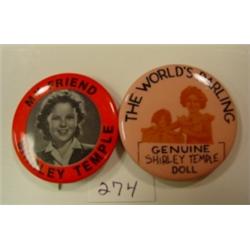 MY FRIEND
SHIRLEY TEMPLE
THE WORLD'S DARLING
GENUINE
SHIRLEY TEMPLE
DOLL
274